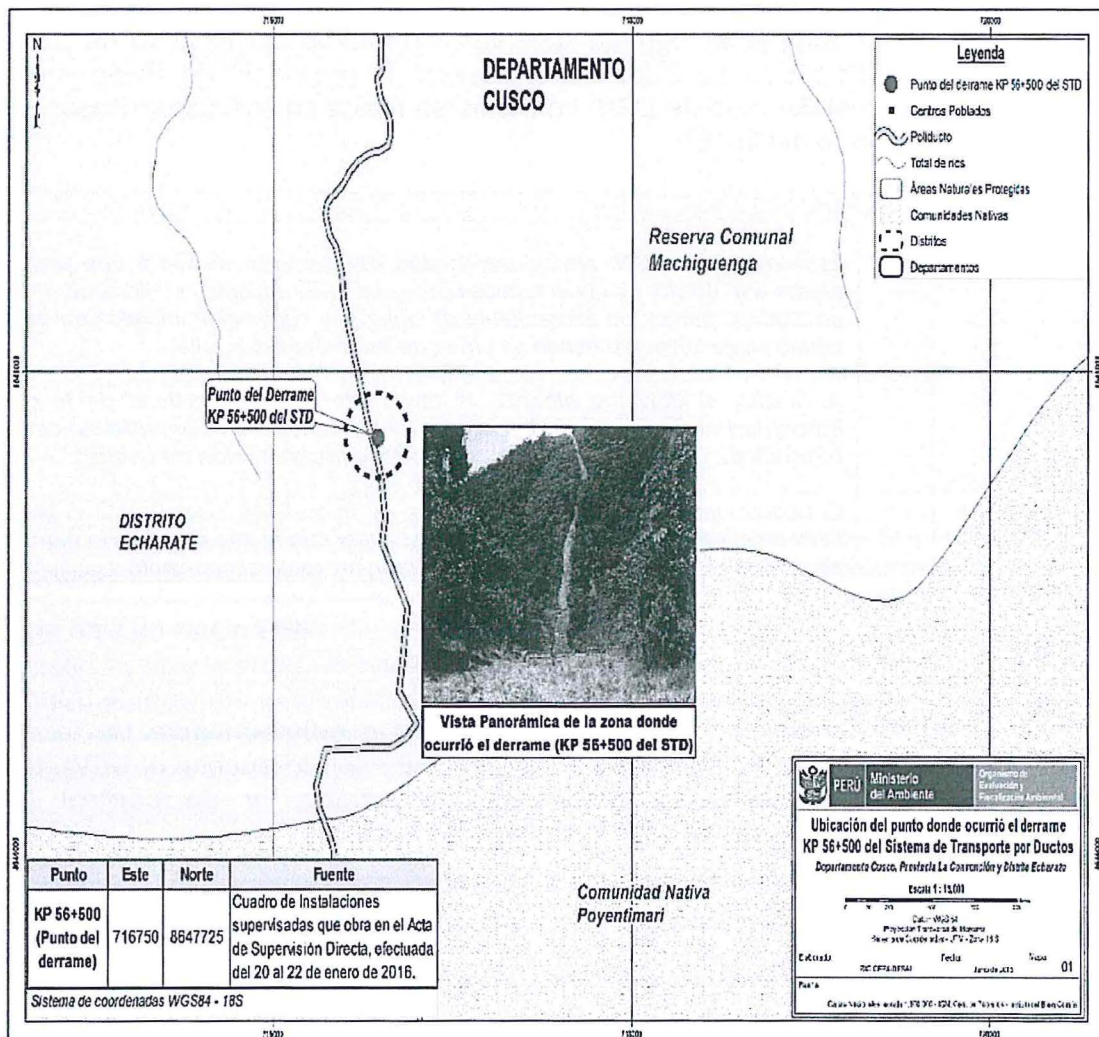 N
DEPARTAMENTO
CUSCO
Leyenda
Punto del derrame KP 56+500 del STD
Centros Poblados
Poliducto
Total de rios
Áreas Naturales Protegidas
Comunidades Nativas
Distritos
Departamentos
Reserva Comunal
Machiguenga
Punto del Derrame
KP 56+500 del STD
DISTRITO
ECHARATE
Vista Panorámica de la zona donde
ocurrió el derrame (KP 56+500 del STD)
Comunidad Nativa
Poyentimari
Punto Este Norte Fuente
KP 56+500
(Punto del
derrame)
716750
8647725
Cuadro de Instalaciones
supervisadas que obra en el Acta
de Supervisión Directa, efectuada
del 20 al 22 de enero de 2016.
Sistema de coordenadas WGS84 - 18S
PERÚ
Ministerio
del Ambiente
Organismo de
Evaluación y
Fiscalización Ambiental
Ubicación del punto donde ocurrió el derrame
KP 56+500 del Sistema de Transporte por Ductos
Departamento Cusco, Provincia La Convención y Distrito Echarate
01